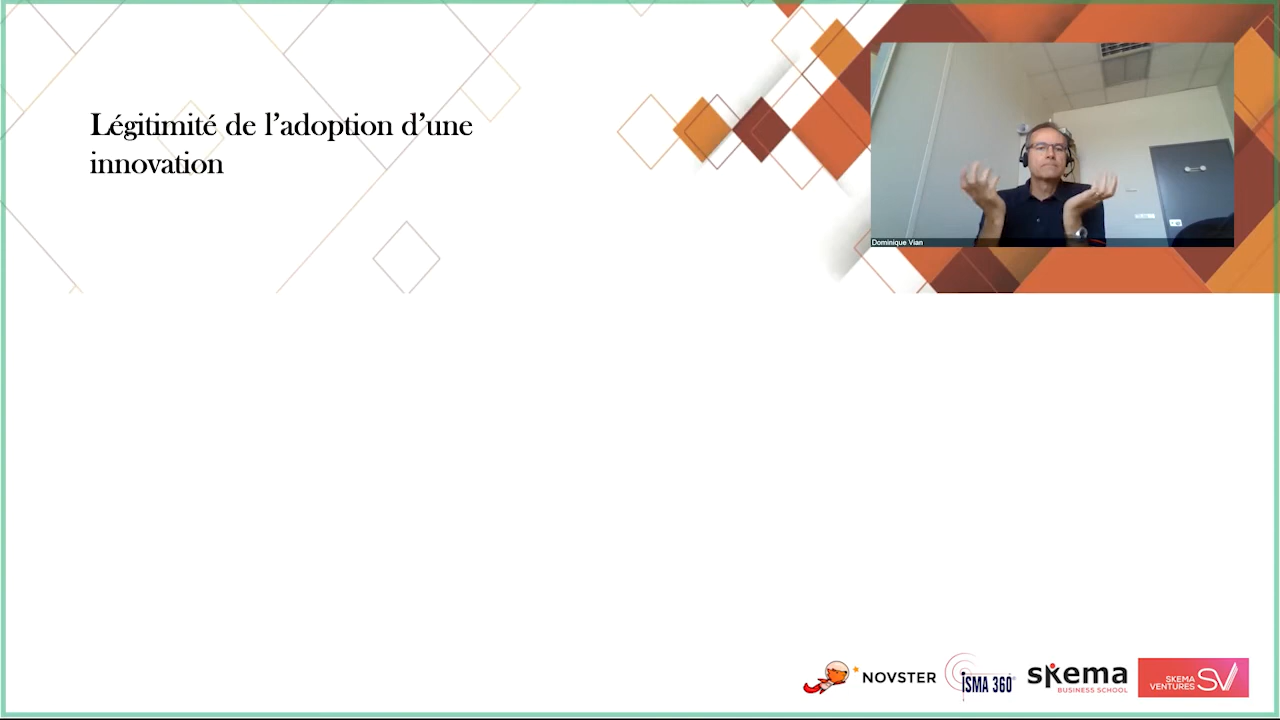 Légitimité de l’adoption d’une
innovation
Dominique Vian
NOVSTER
iSMA 360°
skema
BUSINESS SCHOOL
SKEMA
VENTURES SV